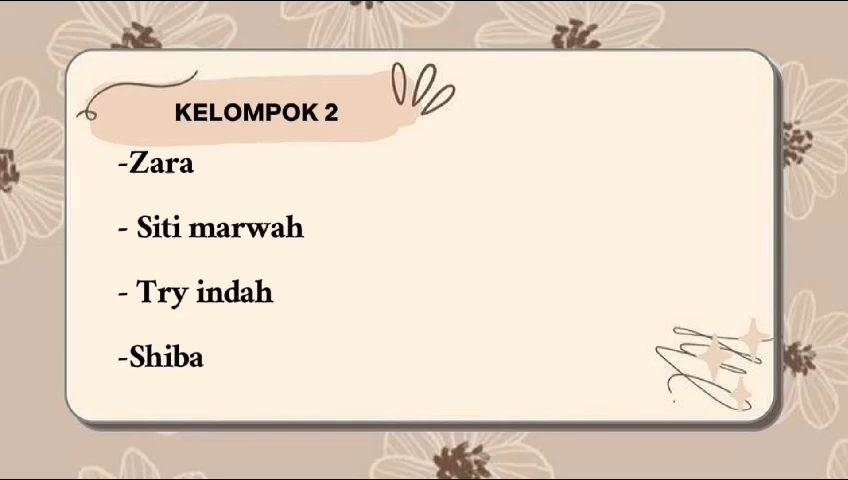 KELOMPOK 2
-Zara
- Siti marwah
- Try indah
-Shiba